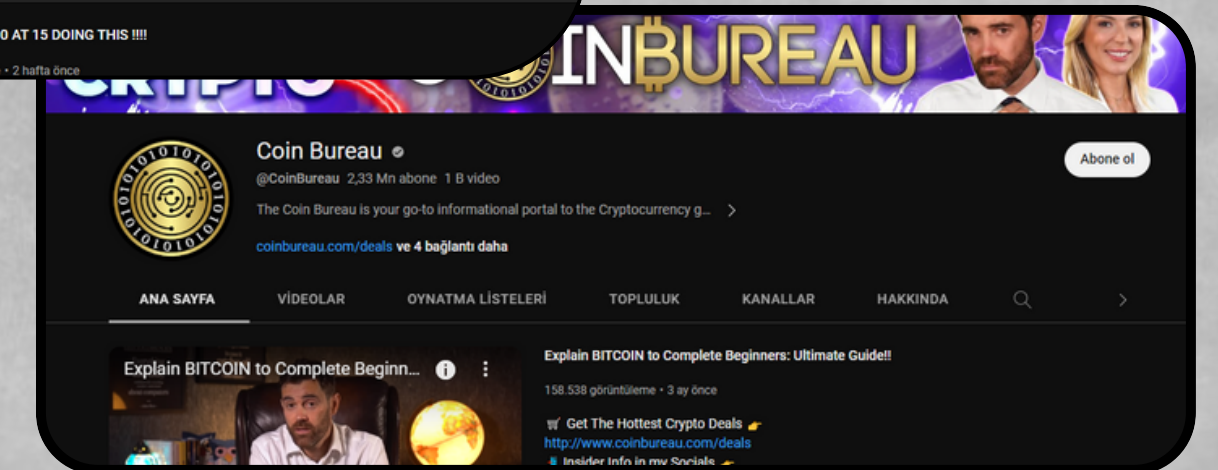 0 AT 15 DOING THIS !!!!
• 2 hafta önce
CRYPTO
COINBUREAU
Coin Bureau
@CoinBureau 2,33 Mn abone 1 B video
Abone ol
The Coin Bureau is your go-to informational portal to the Cryptocurrency g...
coinbureau.com/deals ve 4 bağlantı daha
ANA SAYFA VİDEOLAR OYNATMA LİSTELERİ TOPLULUK KANALLAR HAKKINDA
Explain BITCOIN to Complete Beginn...
Explain BITCOIN to Complete Beginners: Ultimate Guide!!
158.538 görüntüleme • 3 ay önce
🛒 Get The Hottest Crypto Deals 👉
http://www.coinbureau.com/deals
Insider Info in my Socials 👉